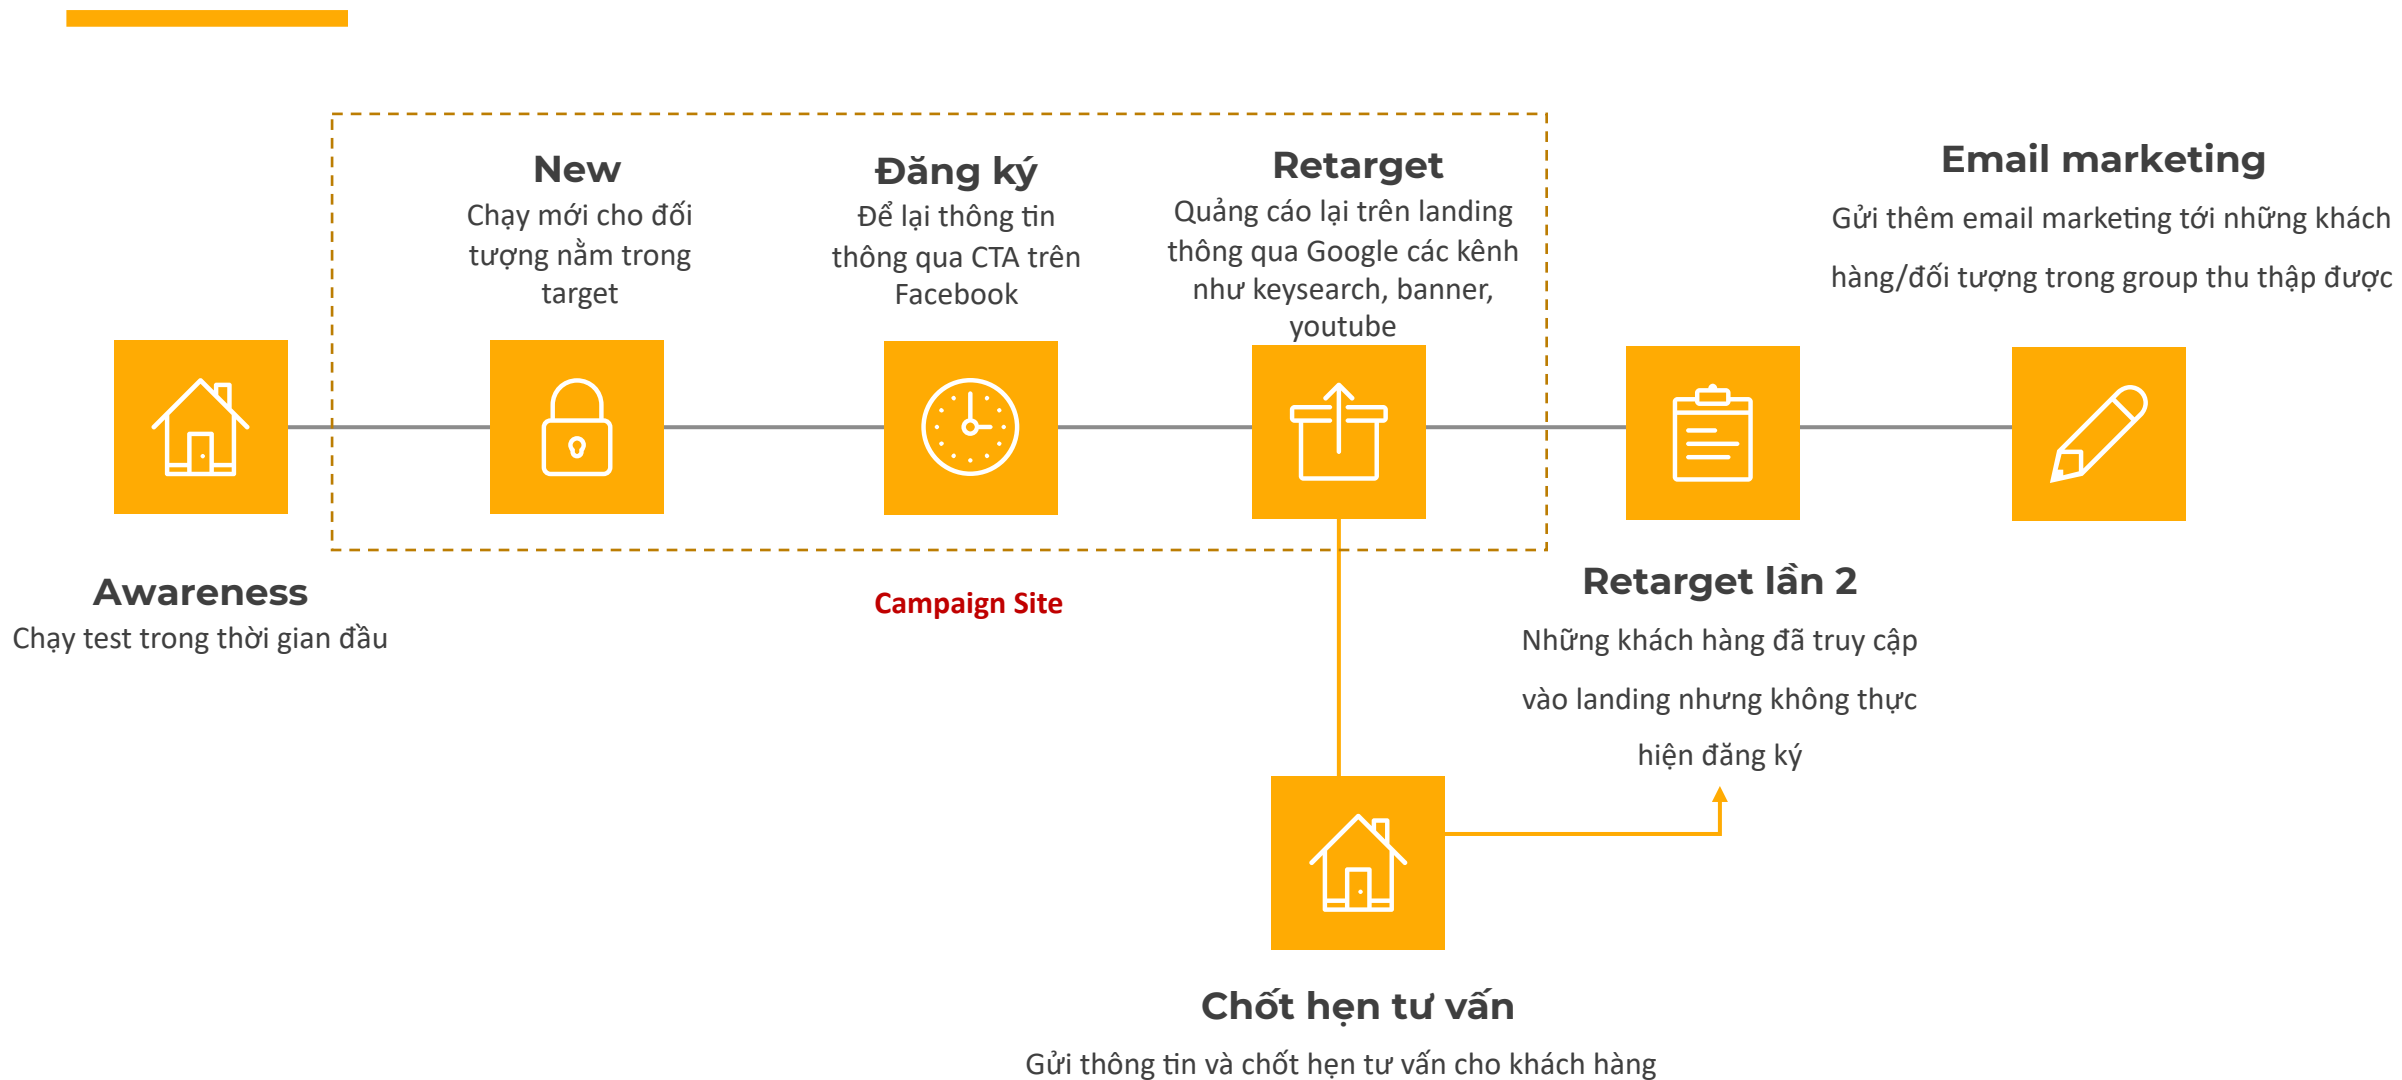 New
Chạy mới cho đối
tượng nằm trong
target
Đăng ký
Để lại thông tin
thông qua CTA trên
Facebook
Retarget
Quảng cáo lại trên landing
thông qua Google các kênh
như keysearch, banner,
youtube
Email marketing
Gửi thêm email marketing tới những khách
hàng/đối tượng trong group thu thập được
Awareness
Chạy test trong thời gian đầu
Campaign Site
Retarget lần 2
Những khách hàng đã truy cập
vào landing nhưng không thực
hiện đăng ký
Chốt hẹn tư vấn
Gửi thông tin và chốt hẹn tư vấn cho khách hàng